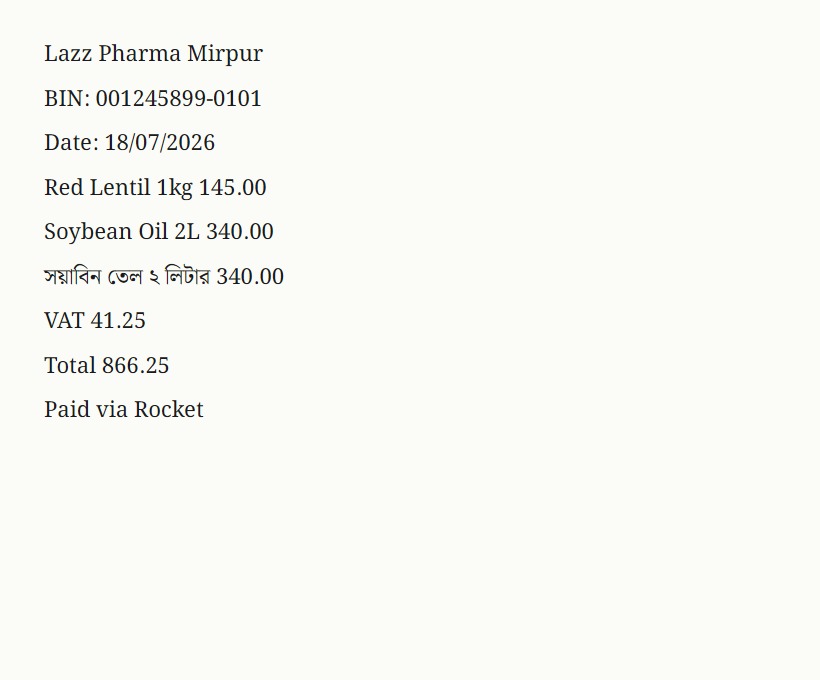 Lazz Pharma Mirpur
BIN: 001245899-0101
Date: 18/07/2026
Red Lentil 1kg 145.00
Soybean Oil 2L 340.00
সয়াবিন তেল ২ লিটার 340.00
VAT 41.25
Total 866.25
Paid via Rocket